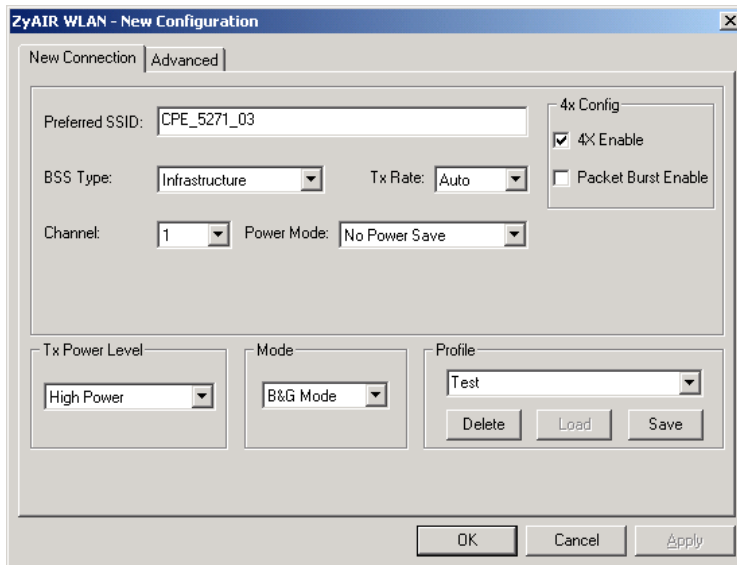 ZyAIR WLAN - New Configuration
New Connection Advanced
Preferred SSID: CPE_5271_03
4x Config
4X Enable
BSS Type: Infrastructure Tx Rate: Auto Packet Burst Enable
Channel: 1 Power Mode: No Power Save
Tx Power Level Mode Profile
High Power B&G Mode Test
Delete Load Save
OK Cancel Apply